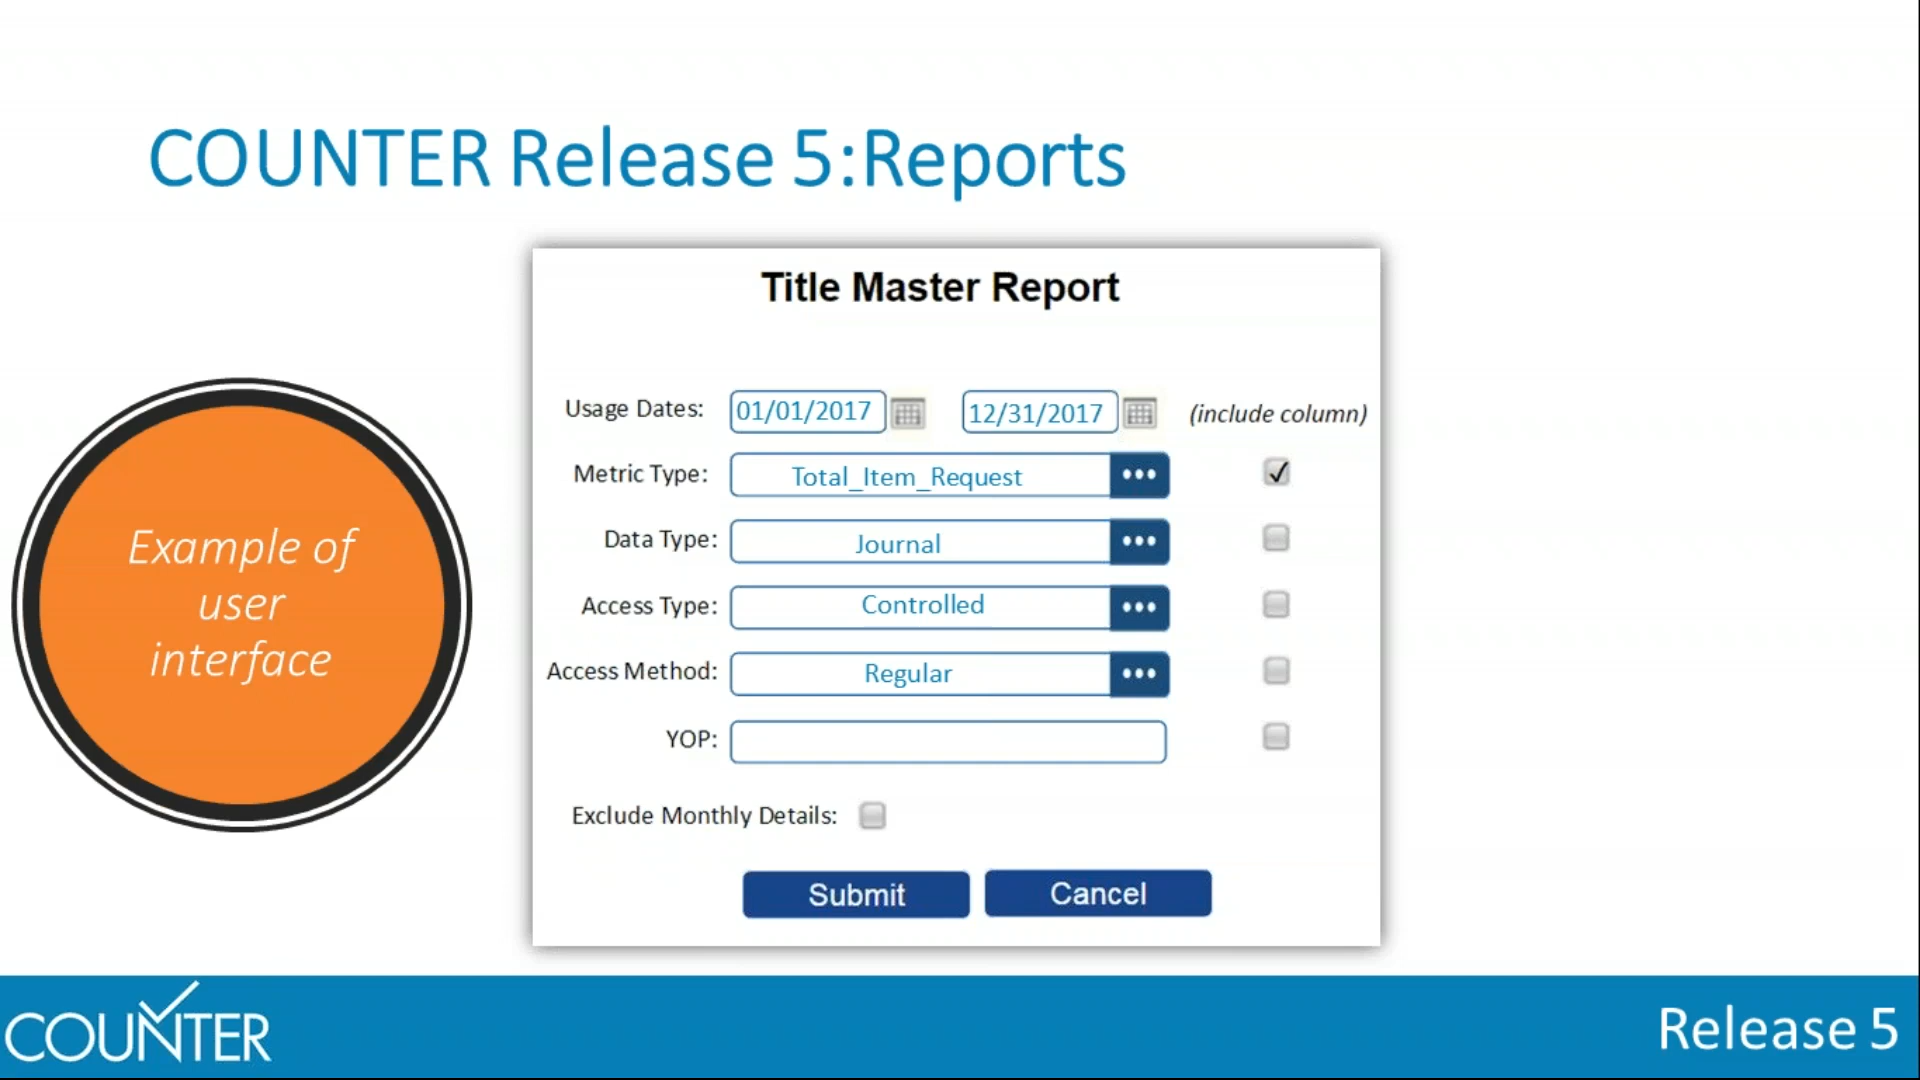 COUNTER Release 5:Reports
Title Master Report
Usage Dates: 01/01/2017 12/31/2017 (include column)
Metric Type: Total_Item_Request
Data Type: Journal
Access Type: Controlled
Access Method: Regular
YOP:
Exclude Monthly Details:
Submit Cancel
Example of
user
interface
COUNTER
Release 5